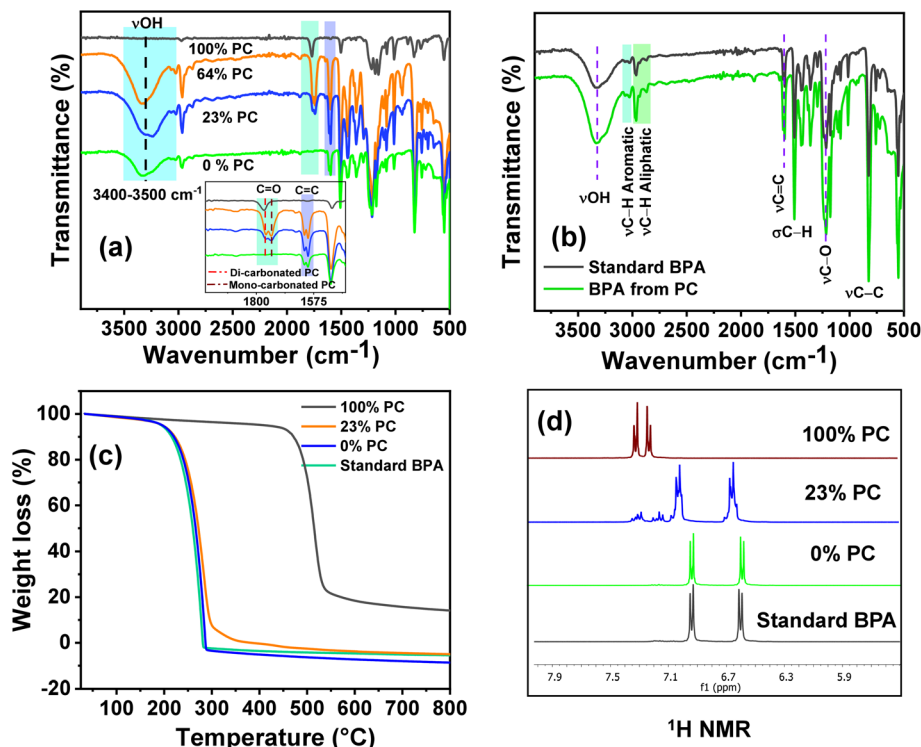 νOH
100% PC
64% PC
23% PC
0 % PC
3400-3500 cm-1
(a)
C=O
C=C
Di-carbonated PC
Mono-carbonated PC
1800
1575
Transmittance (%)
3500 3000 2500 2000 1500 1000 500
Wavenumber (cm-1)
(b)
νOH
νC–H Aromatic
νC–H Aliphatic
νC=C
σC–H
νC–O
νC–C
Standard BPA
BPA from PC
Transmittance (%)
3500 3000 2500 2000 1500 1000 500
Wavenumber (cm-1)
(c)
100% PC
23% PC
0% PC
Standard BPA
Weight loss (%)
100
80
60
40
20
0
-20
100 200 300 400 500 600 700 800
Temperature (°C)
(d)
100% PC
23% PC
0% PC
Standard BPA
7.9 7.5 7.1 6.7 6.3 5.9
f1 (ppm)
1H NMR